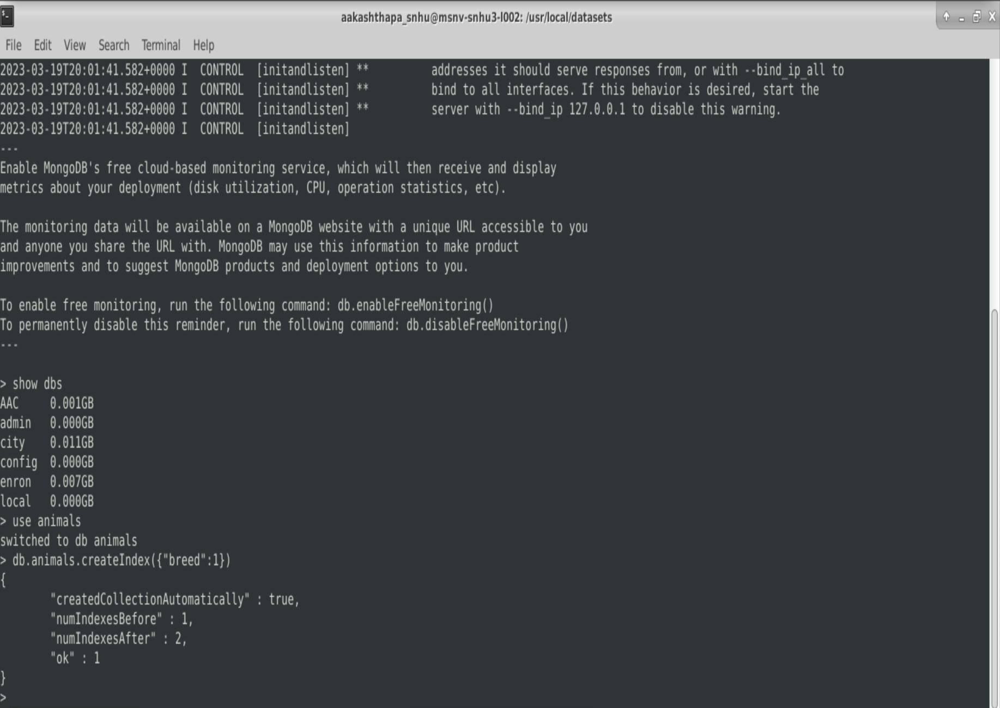 aakashthapa_snhu@msnv-snhu3-l002: /usr/local/datasets
File Edit View Search Terminal Help
2023-03-19T20:01:41.582+0000 I  CONTROL  [initandlisten] **          addresses it should serve responses from, or with --bind_ip_all to
2023-03-19T20:01:41.582+0000 I  CONTROL  [initandlisten] **          bind to all interfaces. If this behavior is desired, start the
2023-03-19T20:01:41.582+0000 I  CONTROL  [initandlisten] **          server with --bind_ip 127.0.0.1 to disable this warning.
2023-03-19T20:01:41.582+0000 I  CONTROL  [initandlisten]
---
Enable MongoDB's free cloud-based monitoring service, which will then receive and display
metrics about your deployment (disk utilization, CPU, operation statistics, etc).
The monitoring data will be available on a MongoDB website with a unique URL accessible to you
and anyone you share the URL with. MongoDB may use this information to make product
improvements and to suggest MongoDB products and deployment options to you.
To enable free monitoring, run the following command: db.enableFreeMonitoring()
To permanently disable this reminder, run the following command: db.disableFreeMonitoring()
---
> show dbs
AAC     0.001GB
admin   0.000GB
city    0.011GB
config  0.000GB
enron   0.007GB
local   0.000GB
> use animals
switched to db animals
> db.animals.createIndex({"breed":1})
{
        "createdCollectionAutomatically" : true,
        "numIndexesBefore" : 1,
        "numIndexesAfter" : 2,
        "ok" : 1
}
>